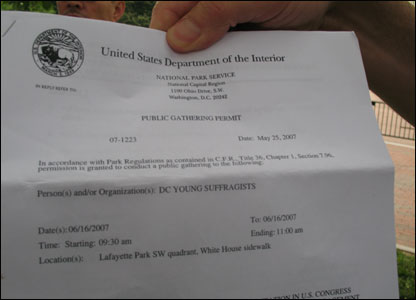 United States Department of the Interior
NATIONAL PARK SERVICE
National Capital Region
1100 Ohio Drive, S.W.
Washington, D.C. 20242
IN REPLY REFER TO:
PUBLIC GATHERING PERMIT
07-1223 Date: May 25, 2007
In accordance with Park Regulations as contained in C.F.R., Title 36, Chapter 1, Section 7.96,
permission is granted to conduct a public gathering to the following:
Person(s) and/or Organization(s): DC YOUNG SUFFRAGISTS
Date(s): 06/16/2007 To: 06/16/2007
Time: Starting: 09:30 am Ending: 11:00 am
Location(s): Lafayette Park SW quadrant, White House sidewalk
IN U.S. CONGRESS